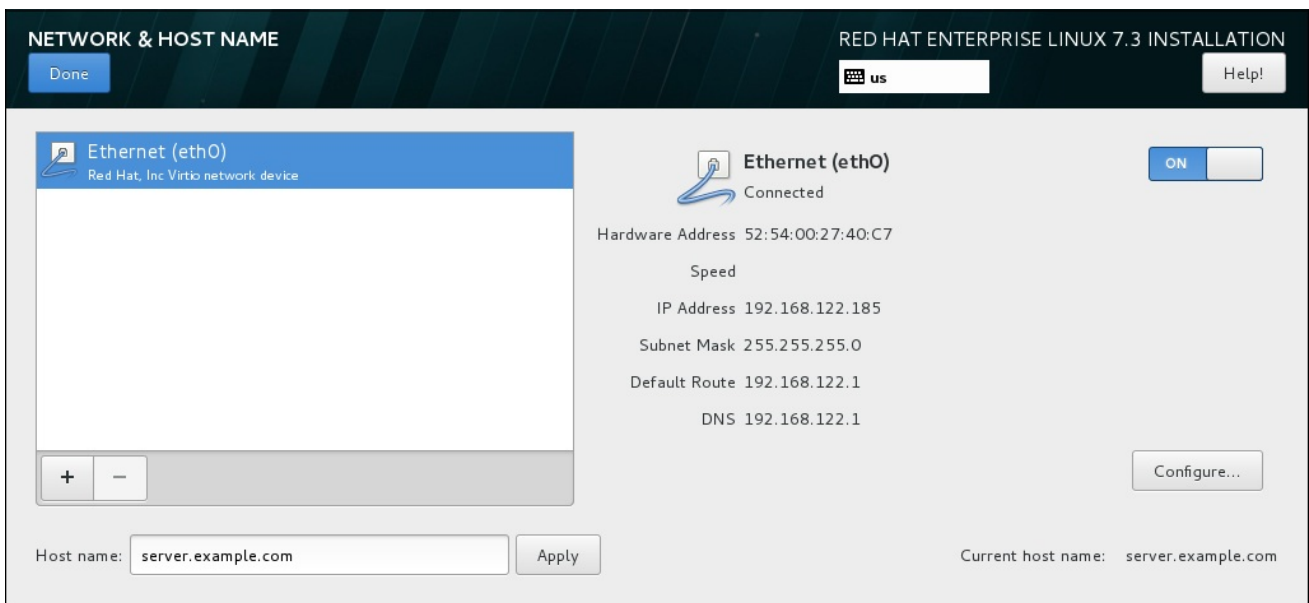 NETWORK & HOST NAME
Done
RED HAT ENTERPRISE LINUX 7.3 INSTALLATION
us
Help!
Ethernet (eth0)
Red Hat, Inc Virtio network device
Ethernet (eth0)
Connected
ON
Hardware Address 52:54:00:27:40:C7
Speed
IP Address 192.168.122.185
Subnet Mask 255.255.255.0
Default Route 192.168.122.1
DNS 192.168.122.1
+ −
Configure...
Host name: server.example.com Apply Current host name: server.example.com